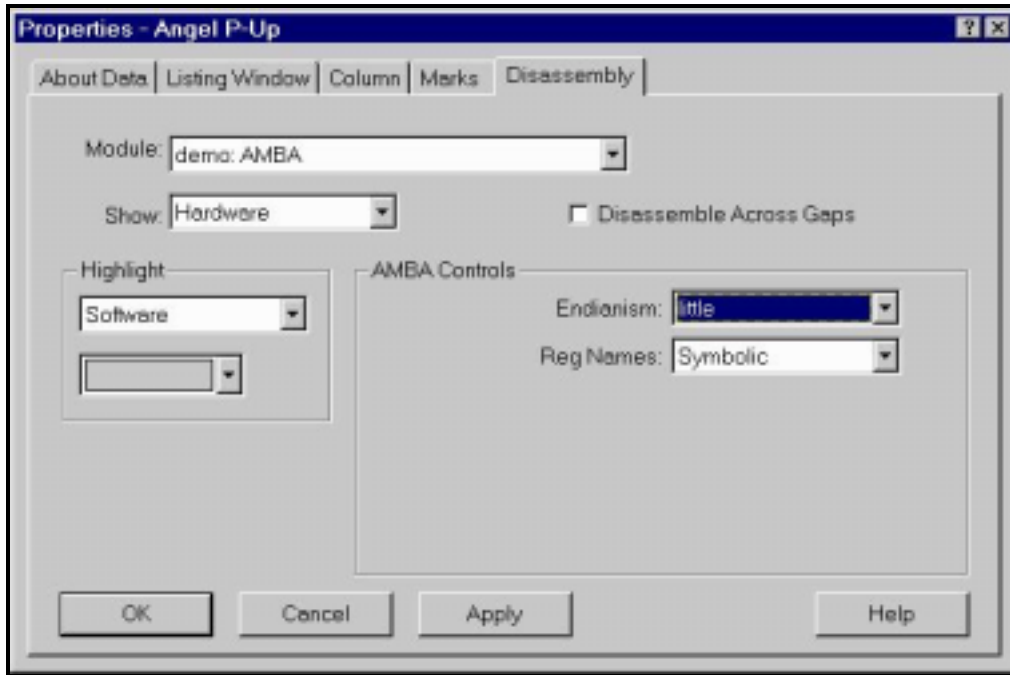 Properties - Angel P-Up
About Data Listing Window Column Marks Disassembly
Module: demo: AMBA
Show: Hardware Disassemble Across Gaps
Highlight AMBA Controls
Software Endianism: little
Reg Names: Symbolic
OK Cancel Apply Help